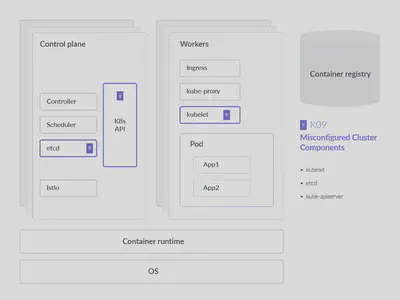 Control plane
Controller
Scheduler
etcd
9
Istio
9
K8s
API
Workers
Ingress
kube-proxy
kubelet
9
Pod
App1
App2
Container registry
9 K09
Misconfigured Cluster
Components
• kubelet
• etcd
• kube-apiserver
Container runtime
OS